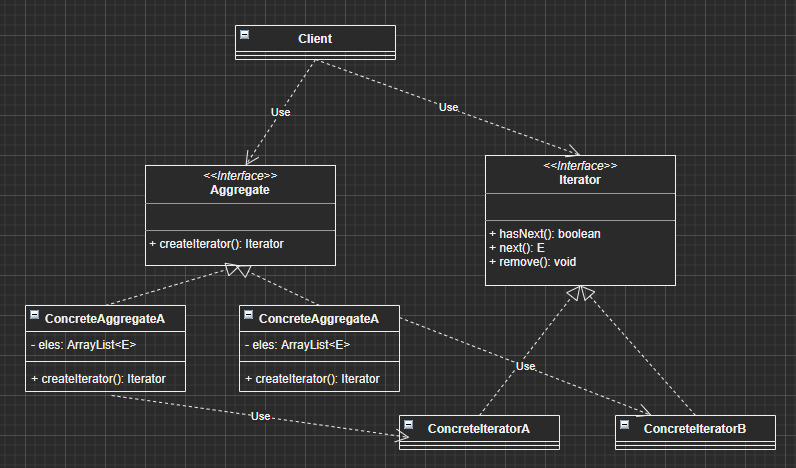 Client
Use
Use
<<Interface>>
Aggregate
+ createIterator(): Iterator
<<Interface>>
Iterator
+ hasNext(): boolean
+ next(): E
+ remove(): void
ConcreteAggregateA
- eles: ArrayList<E>
+ createIterator(): Iterator
ConcreteAggregateA
- eles: ArrayList<E>
+ createIterator(): Iterator
Use
Use
ConcreteIteratorA
ConcreteIteratorB